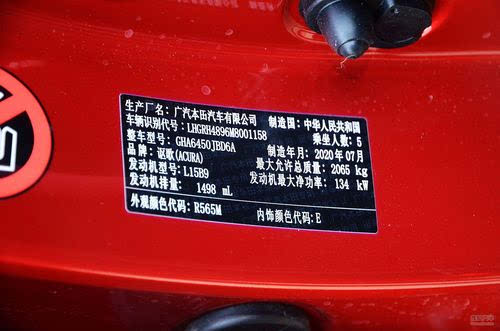 生产厂名：广汽本田汽车有限公司 制造国：中华人民共和国
车辆识别代号：LHGRH4896M8001158 乘坐人数：5
整车型号：GHA6450JBD6A 制造年月：2020年07月
品牌：讴歌(ACURA) 最大允许总质量：2065 kg
发动机型号：L15B9 发动机最大净功率：134 kW
发动机排量：1498 mL
外观颜色代码：R565M 内饰颜色代码:E